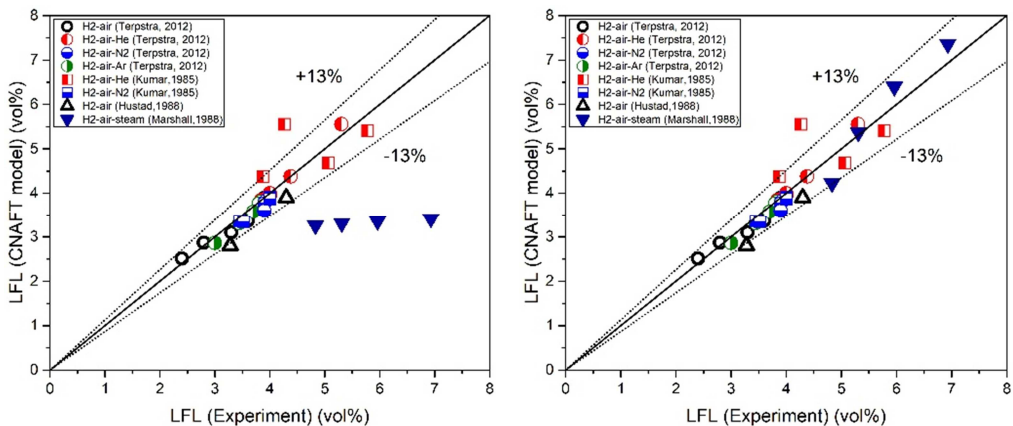 8
7
6
5
4
3
2
1
0
LFL (CNAFT model) (vol%)
H2-air (Terpstra, 2012)
H2-air-He (Terpstra, 2012)
H2-air-N2 (Terpstra, 2012)
H2-air-Ar (Terpstra, 2012)
H2-air-He (Kumar,1985)
H2-air-N2 (Kumar,1985)
H2-air (Hustad,1988)
H2-air-steam (Marshall,1988)
+13%
-13%
0 1 2 3 4 5 6 7 8
LFL (Experiment) (vol%)
8
7
6
5
4
3
2
1
0
LFL (CNAFT model) (vol%)
H2-air (Terpstra, 2012)
H2-air-He (Terpstra, 2012)
H2-air-N2 (Terpstra, 2012)
H2-air-Ar (Terpstra, 2012)
H2-air-He (Kumar,1985)
H2-air-N2 (Kumar,1985)
H2-air (Hustad,1988)
H2-air-steam (Marshall,1988)
+13%
-13%
0 1 2 3 4 5 6 7 8
LFL (Experiment) (vol%)